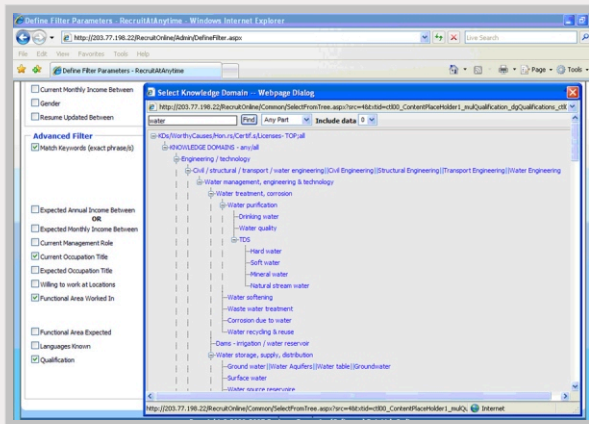 Define Filter Parameters - RecruitAtAnytime - Windows Internet Explorer
http://203.77.198.22/RecruitOnline/Admin/DefineFilter.aspx
Live Search
File Edit View Favorites Tools Help
Define Filter Parameters - RecruitAtAnytime
Page Tools
Current Monthly Income Between
Gender
Resume Updated Between
Advanced Filter
Match Keywords (exact phrase/s)
Expected Annual Income Between
OR
Expected Monthly Income Between
Current Management Role
Current Occupation Title
Expected Occupation Title
Willing to work at Locations
Functional Area Worked In
Functional Area Expected
Languages Known
Qualification
Select Knowledge Domain -- Webpage Dialog
http://203.77.198.22/RecruitOnline/Common/SelectFromTree.aspx?src=4&txtid=ctl00_ContentPlaceHolder1_mulQualification_dgQualifications_ctl
water Find Any Part Include data 0
KDs/WorthyCauses/Hon.rs/Certif.s/Licenses- TOP;all
KNOWLEDGE DOMAINS - any/all
Engineering / technology
Civil / structural / transport / water engineering||Civil Engineering||Structural Engineering||Transport Engineering||Water Engineering
Water management, engineering & technology
Water treatment, corrosion
Water purification
Drinking water
Water quality
TDS
Hard water
Soft water
Mineral water
Natural stream water
Water softening
Waste water treatment
Corrosion due to water
Water recycling & reuse
Dams - irrigation / water reservoir
Water storage, supply, distribution
Ground water||Water Aquifers||Water table||Groundwater
Surface water
Water source reservoirs
http://203.77.198.22/RecruitOnline/Common/SelectFromTree.aspx?src=4&txtid=ctl00_ContentPlaceHolder1_mulQu Internet